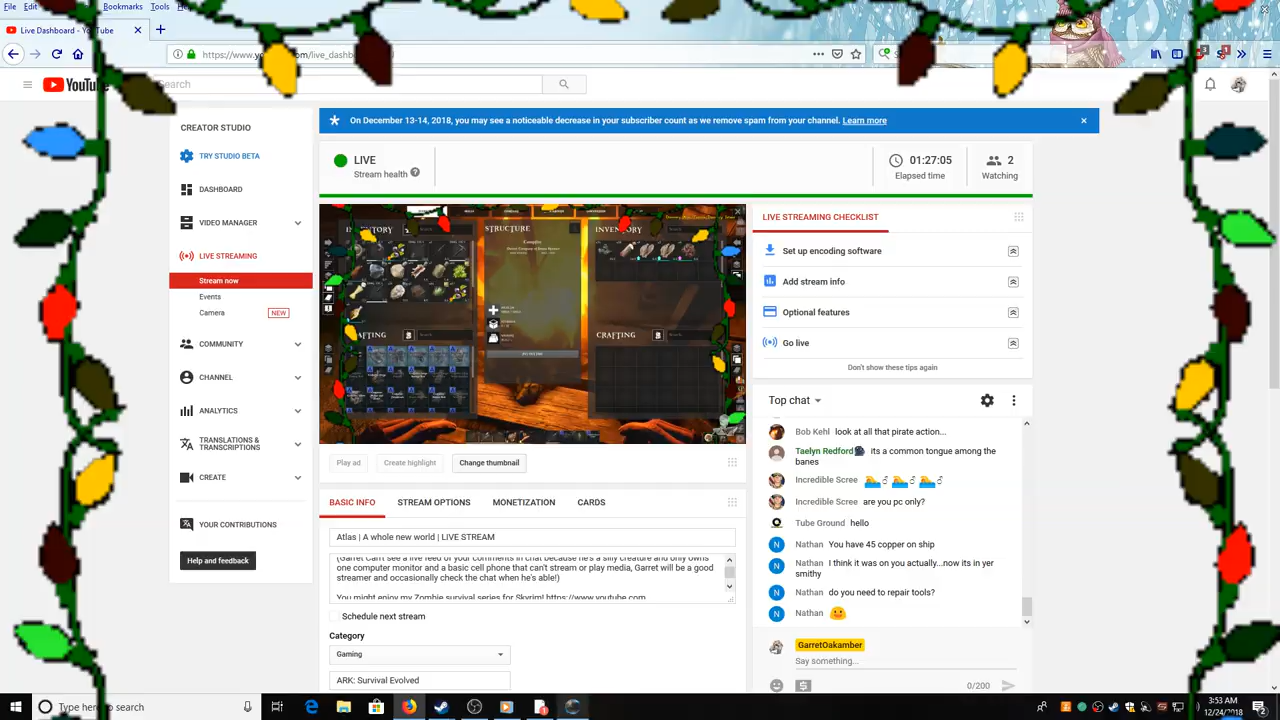 File
Edit
Bookmarks
Tools
Live Dashboard - YouTube
https://www.yo
.com/live_dashb
YouTube
Search
CREATOR STUDIO
TRY STUDIO BETA
DASHBOARD
VIDEO MANAGER
LIVE STREAMING
Stream now
Events
Camera
NEW
COMMUNITY
CHANNEL
ANALYTICS
TRANSLATIONS &
TRANSCRIPTIONS
CREATE
YOUR CONTRIBUTIONS
Help and feedback
On December 13-14, 2018, you may see a noticeable decrease in your subscriber count as we remove spam from your channel. Learn more
LIVE
Stream health
01:27:05
Elapsed time
2
Watching
INVENTORY
STRUCTURE
INVENTORY
Campfire
CRAFTING
CRAFTING
Play ad
Create highlight
Change thumbnail
BASIC INFO
STREAM OPTIONS
MONETIZATION
CARDS
Atlas | A whole new world | LIVE STREAM
(Garret Can't see a live feed of your comments in chat because he's a silly creature and only owns
one computer monitor and a basic cell phone that can't stream or play media, Garret will be a good
streamer and occasionally check the chat when he's able!)
You might enjoy my Zombie survival series for Skyrim! https://www.youtube.com
Schedule next stream
Category
Gaming
ARK: Survival Evolved
LIVE STREAMING CHECKLIST
Set up encoding software
Add stream info
Optional features
Go live
Don't show these tips again
Top chat
Bob Kehl look at all that pirate action...
Taelyn Redford its a common tongue among the
banes
Incredible Scree
Incredible Scree are you pc only?
Tube Ground hello
N Nathan You have 45 copper on ship
N Nathan I think it was on you actually...now its in yer
smithy
N Nathan do you need to repair tools?
N Nathan
GarretOakamber
Say something...
0/200
Type here to search
3:53 AM
12/24/2018